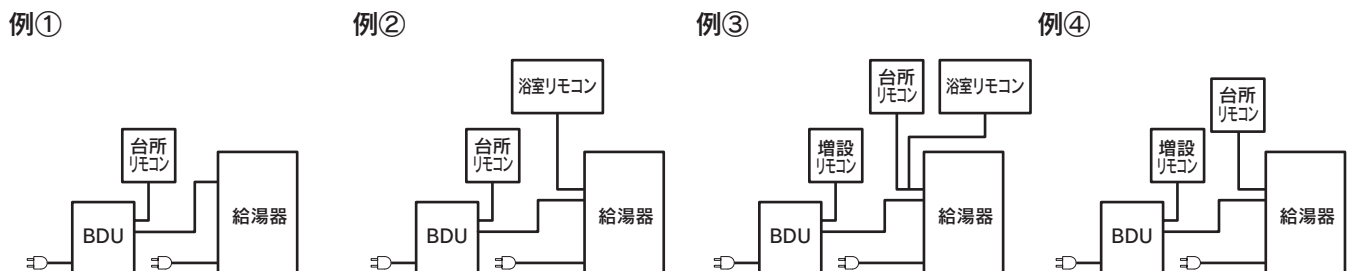 例①
台所
リモコン
BDU
給湯器
例②
浴室リモコン
台所
リモコン
BDU
給湯器
例③
台所
リモコン
浴室リモコン
増設
リモコン
BDU
給湯器
例④
台所
リモコン
増設
リモコン
BDU
給湯器